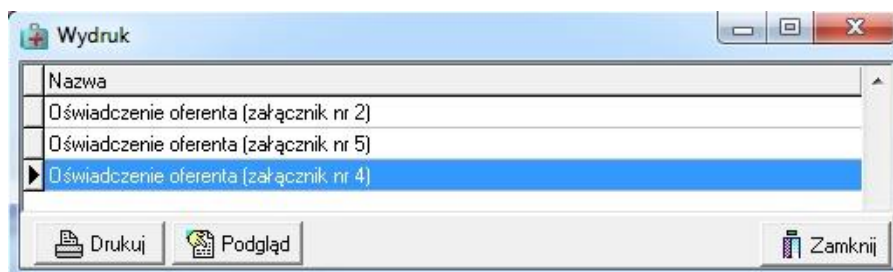 Wydruk
Nazwa
Oświadczenie oferenta (załącznik nr 2)
Oświadczenie oferenta (załącznik nr 5)
Oświadczenie oferenta (załącznik nr 4)
Drukuj Podgląd Zamknij